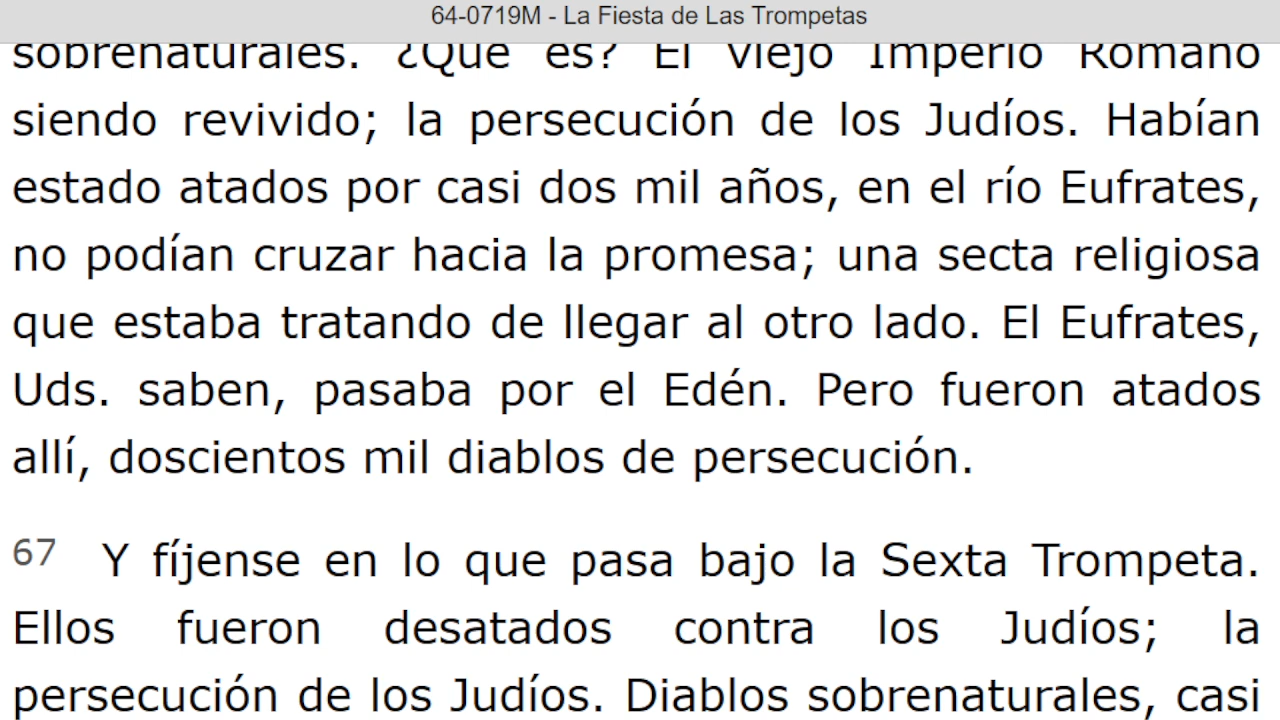 64-0719M - La Fiesta de Las Trompetas
sobrenaturales. ¿Qué es? El viejo Imperio Romano
siendo revivido; la persecución de los Judíos. Habían
estado atados por casi dos mil años, en el río Eufrates,
no podían cruzar hacia la promesa; una secta religiosa
que estaba tratando de llegar al otro lado. El Eufrates,
Uds. saben, pasaba por el Edén. Pero fueron atados
allí, doscientos mil diablos de persecución.
67 Y fíjense en lo que pasa bajo la Sexta Trompeta.
Ellos fueron desatados contra los Judíos; la
persecución de los Judíos. Diablos sobrenaturales, casi